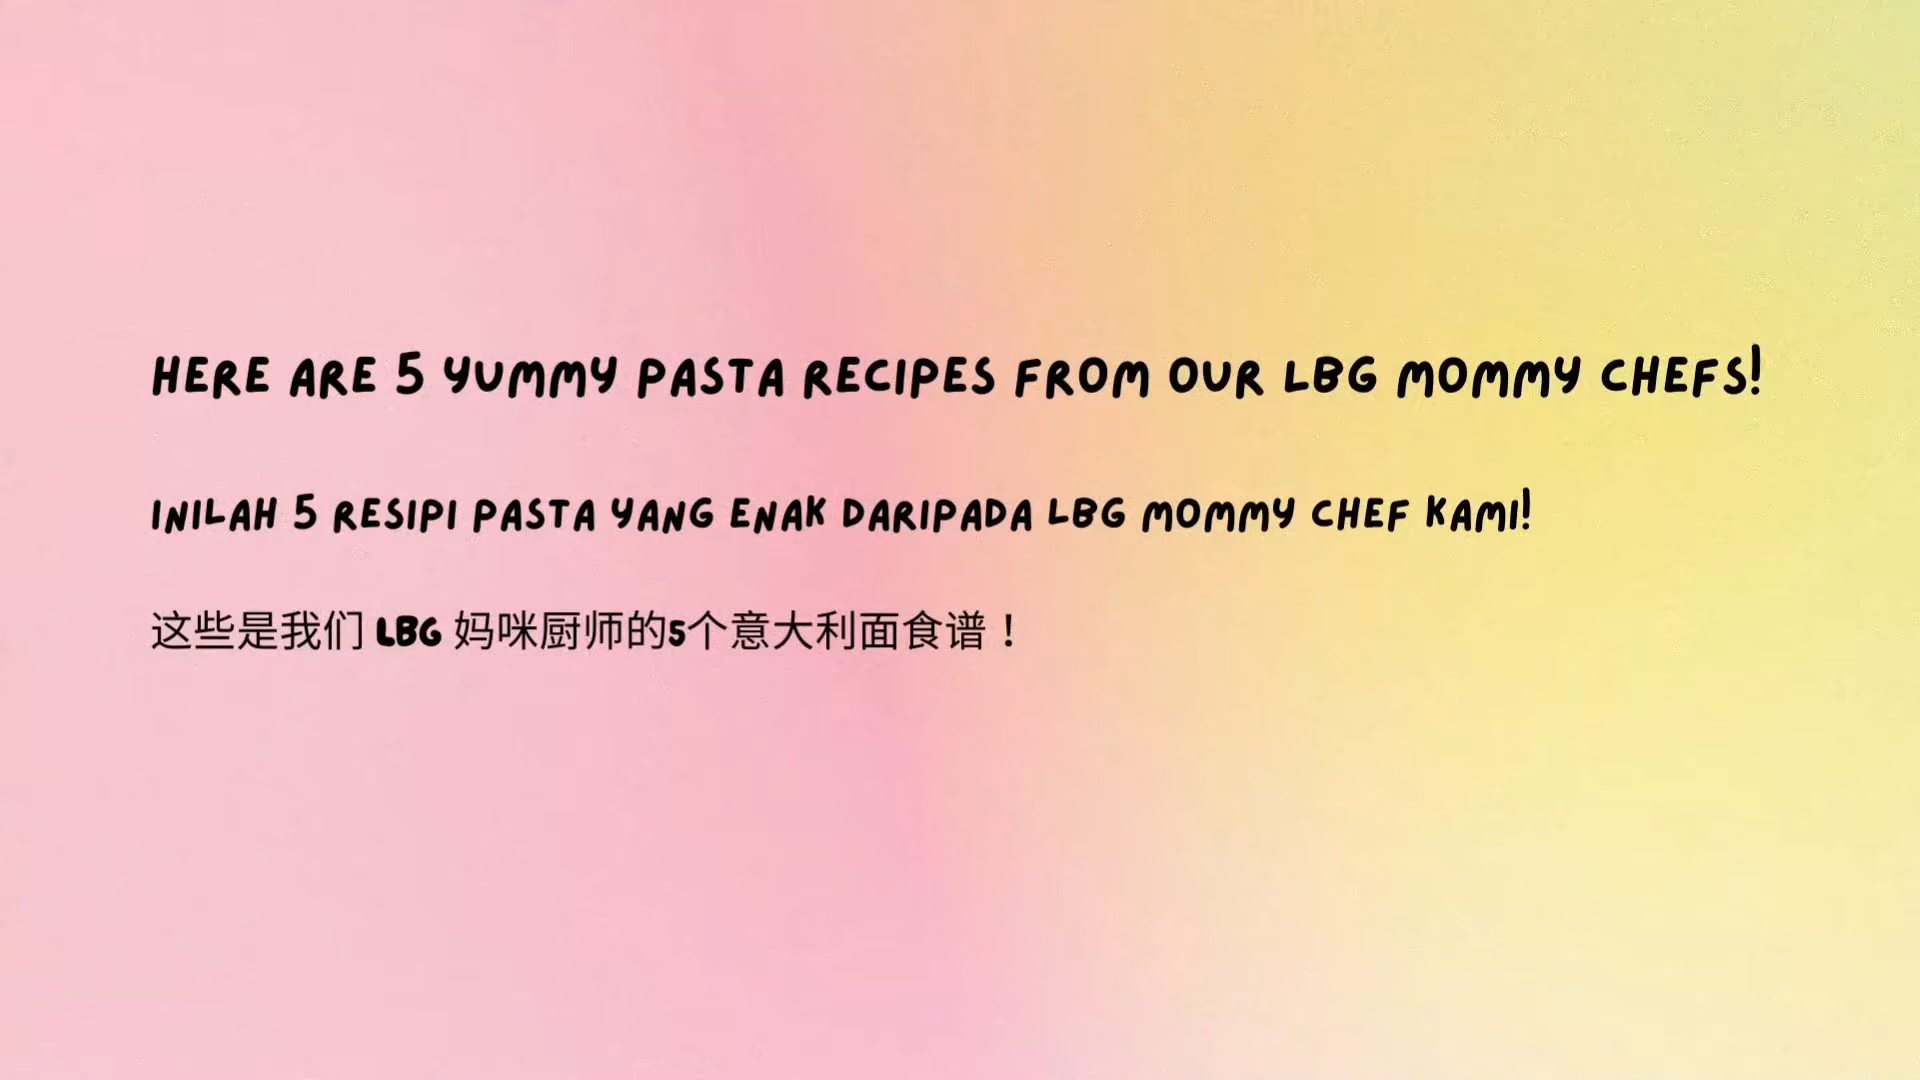 HERE ARE 5 YUMMY PASTA RECIPES FROM OUR LBG MOMMY CHEFS!
INILAH 5 RESIPI PASTA YANG ENAK DARIPADA LBG MOMMY CHEF KAMI!
这些是我们 LBG 妈咪厨师的5个意大利面食谱！